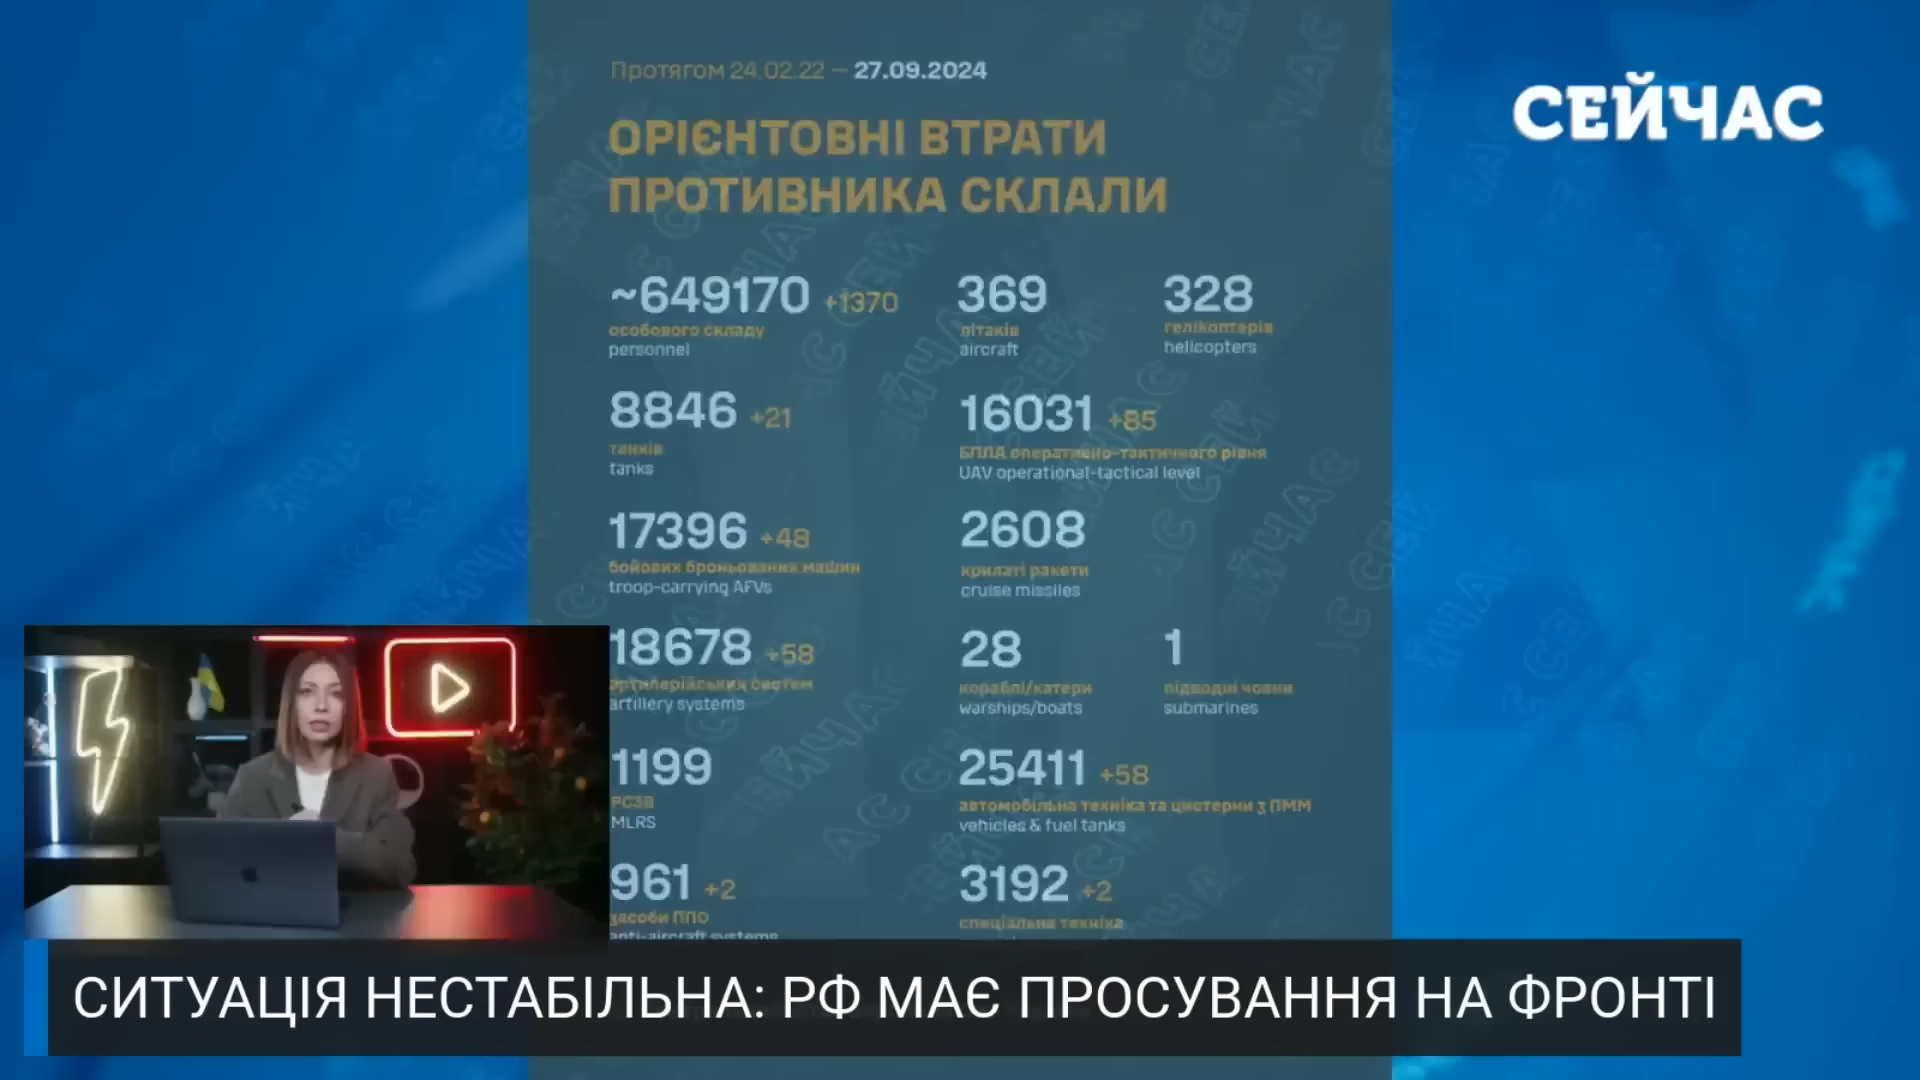 Протягом 24.02.22 — 27.09.2024
СЕЙЧАС
ОРІЄНТОВНІ ВТРАТИ
ПРОТИВНИКА СКЛАЛИ
~649170 +1370
особового складу
personnel
369
літаків
aircraft
328
гелікоптерів
helicopters
8846 +21
танків
tanks
16031 +85
БПЛА оперативно-тактичного рівня
UAV operational-tactical level
17396 +48
бойових броньованих машин
troop-carrying AFVs
2608
крилаті ракети
cruise missiles
18678 +58
артилерійських систем
artillery systems
28
кораблі/катери
warships/boats
1
підводні човни
submarines
1199
РСЗВ
MLRS
25411 +58
автомобільна техніка та цистерни з ПММ
vehicles & fuel tanks
961 +2
засоби ППО
anti-aircraft systems
3192 +2
спеціальна техніка
СИТУАЦІЯ НЕСТАБІЛЬНА: РФ МАЄ ПРОСУВАННЯ НА ФРОНТІ